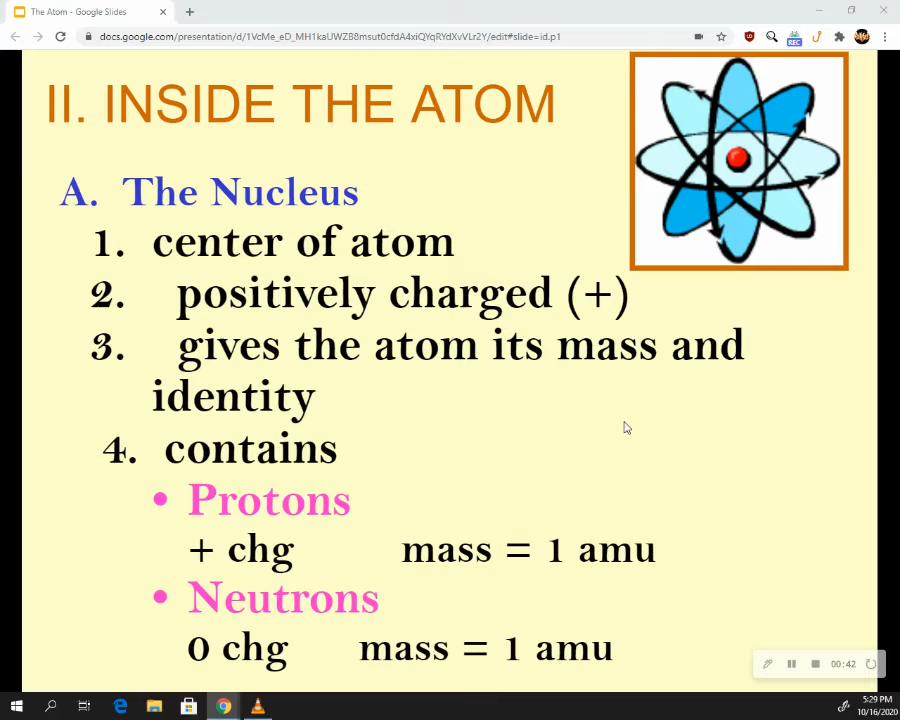 The Atom - Google Slides
docs.google.com/presentation/d/1VcMe_eD_MH1kaUWZB8msut0cfdA4xiQYqRYdXvVLr2Y/edit#slide=id.p1
REC
II. INSIDE THE ATOM
A. The Nucleus
1. center of atom
2. positively charged (+)
3. gives the atom its mass and
identity
4. contains
• Protons
+ chg mass = 1 amu
• Neutrons
0 chg mass = 1 amu
00:42
5:29 PM
10/16/2020